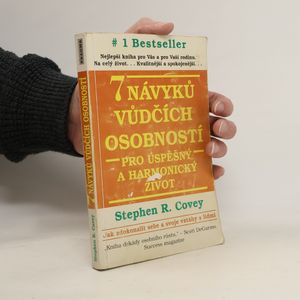 # 1 Bestseller
Nejlepší kniha pro Vás a pro Vaši rodinu.
Na celý život. . . Kvalitnější a spokojenější. . .
7 NÁVYKŮ
VŮDČÍCH
OSOBNOSTÍ
PRO ÚSPĚŠNÝ
A HARMONICKÝ
ŽIVOT
Stephen R. Covey
Jak zdokonalit sebe a svoje vztahy s lidmi
„Kniha dekády osobního růstu." - Scott DeGarmo
Success magazine
Stephen R. Covey
7 NÁVYKŮ VŮDČÍCH OSOBNOSTÍ